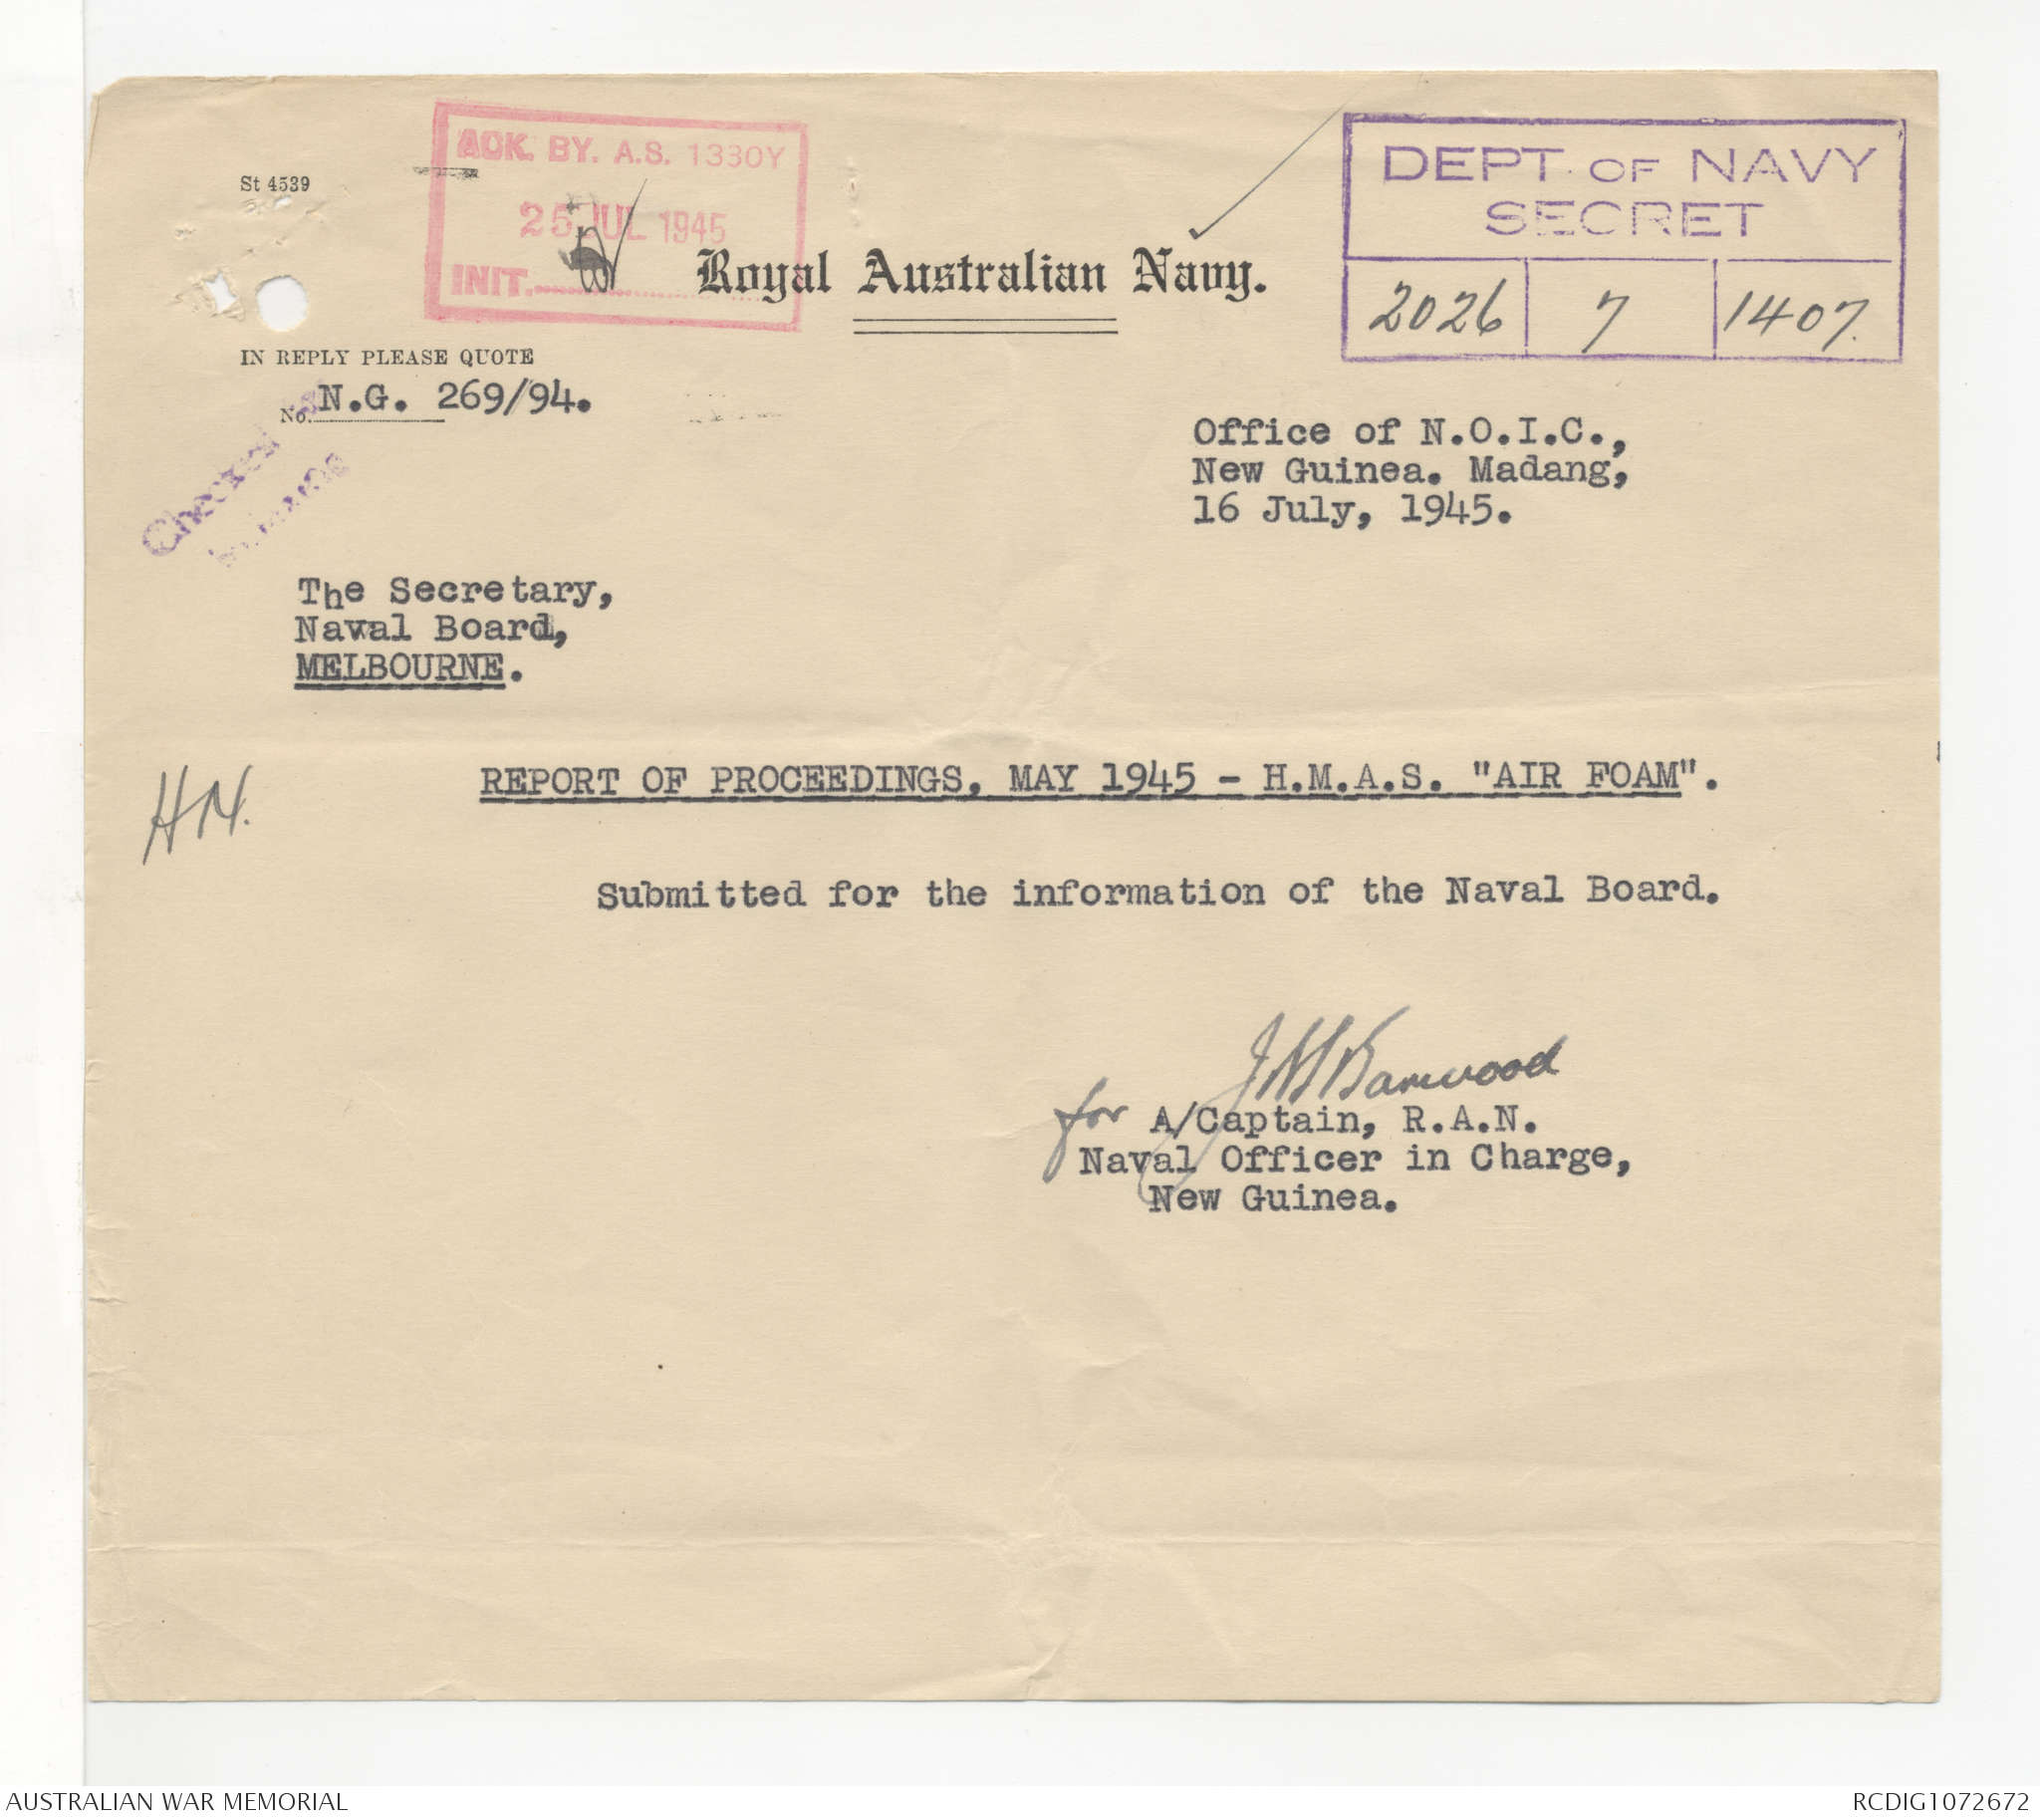 St 4539
ACK. BY. A.S. 1330Y
25 JUL 1945
INIT.
DEPT. OF NAVY
SECRET
2026 7 1407.
Royal Australian Navy.
IN REPLY PLEASE QUOTE
No. N.G. 269/94.
Checked
Office of N.O.I.C.,
New Guinea. Madang,
16 July, 1945.
The Secretary,
Naval Board,
MELBOURNE.
HN.
REPORT OF PROCEEDINGS, MAY 1945 - H.M.A.S. "AIR FOAM".
Submitted for the information of the Naval Board.
for A/Captain, R.A.N.
Naval Officer in Charge,
New Guinea.
AUSTRALIAN WAR MEMORIAL
RCDIG1072672